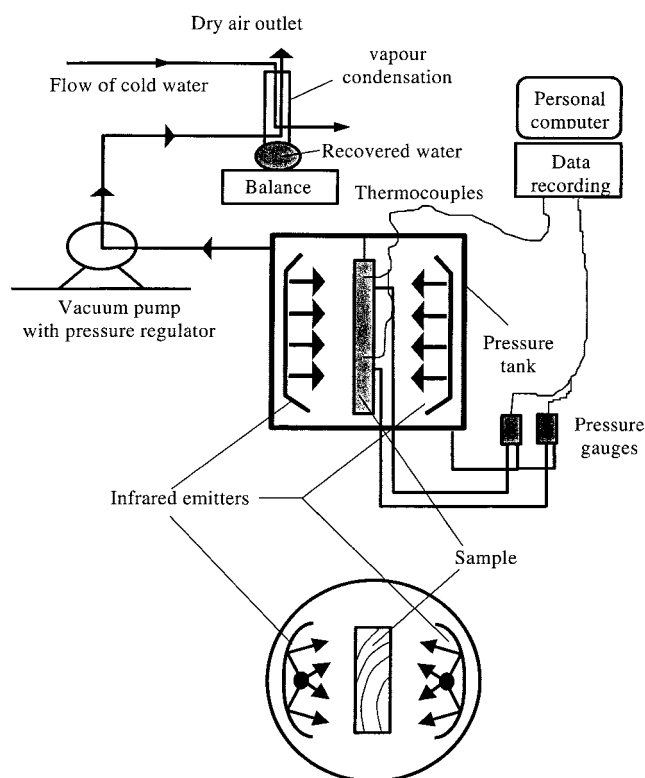 Dry air outlet
vapour
condensation
Flow of cold water
Personal
computer
Recovered water
Data
recording
Balance
Thermocouples
Vacuum pump
with pressure regulator
Pressure
tank
Pressure
gauges
Infrared emitters
Sample